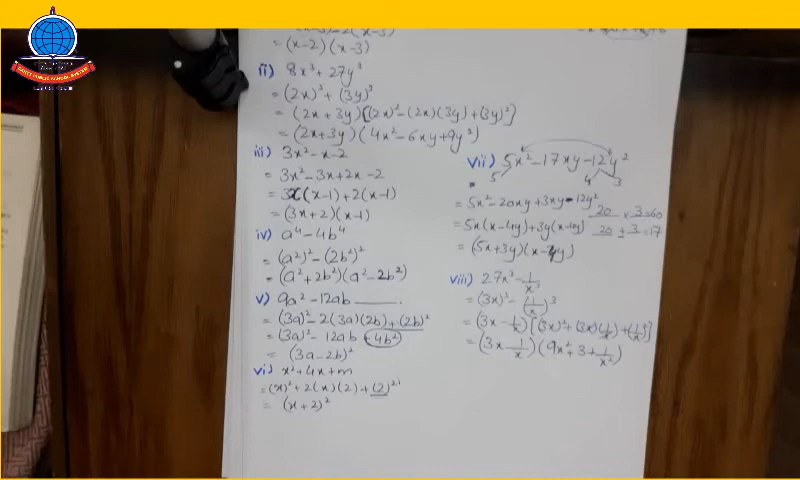 = (x-2) (x-3)
ii) 8x³ + 27y³
= (2x)³ + (3y)³
= (2x + 3y) [(2x)² - (2x)(3y) + (3y)²]
= (2x+3y) (4x² - 6xy + 9y²)
iii) 3x² - x - 2
= 3x² - 3x + 2x - 2
= 3x (x-1) + 2(x-1)
= (3x+2) (x-1)
iv) a⁴ - 4b⁴
= (a²)² - (2b²)²
= (a² + 2b²) (a² - 2b²)
v) 9a² - 12ab ____.
= (3a)² - 2(3a)(2b) + (2b)²
= (3a)² - 12ab + 4b²
= (3a - 2b)²
vi) x² + 4x + m
= (x)² + 2(x)(2) + (2)²
= (x + 2)²
vii) 5x² - 17xy - 12y²
5 4 3
= 5x² - 20xy + 3xy - 12y²
20 × 3 = 60
= 5x(x - 4y) + 3y(x - 4y)
20 ± 3 = 17
= (5x + 3y) (x - 4y)
viii) 27x³ - 1/x³
= (3x)³ - (1/x)³
= (3x - 1/x) [(3x)² + (3x)(1/x) + (1/x)²]
= (3x - 1/x) (9x² + 3 + 1/x²)